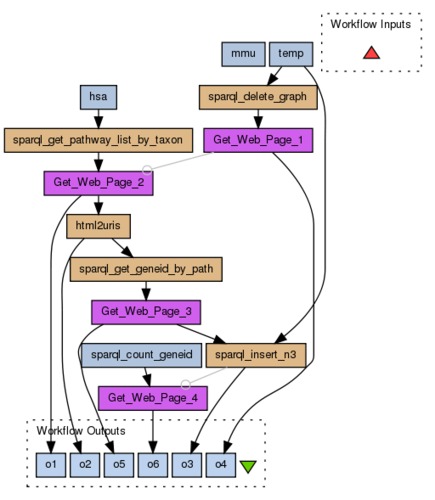 Workflow Inputs
mmu
temp
hsa
sparql_delete_graph
sparql_get_pathway_list_by_taxon
Get_Web_Page_1
Get_Web_Page_2
html2uris
sparql_get_geneid_by_path
Get_Web_Page_3
sparql_count_geneid
sparql_insert_n3
Get_Web_Page_4
Workflow Outputs
o1
o2
o5
o6
o3
o4